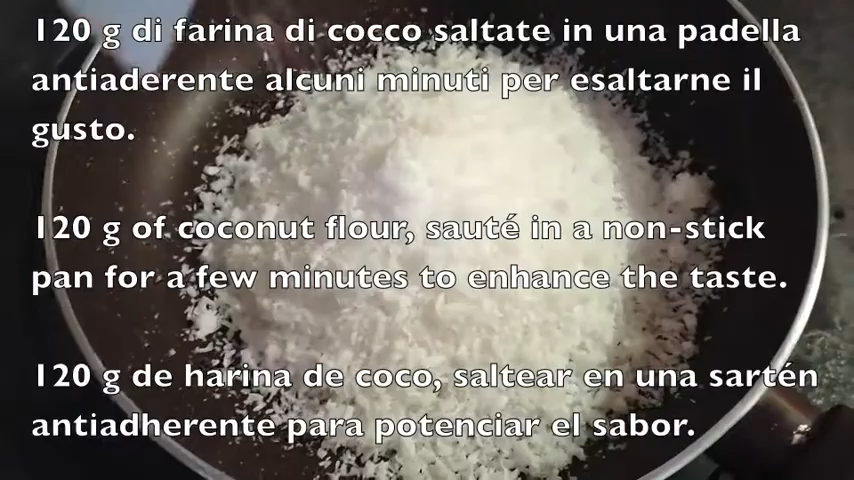 120 g di farina di cocco saltate in una padella
antiaderente alcuni minuti per esaltarne il
gusto.
120 g of coconut flour, sauté in a non-stick
pan for a few minutes to enhance the taste.
120 g de harina de coco, saltear en una sartén
antiadherente para potenciar el sabor.